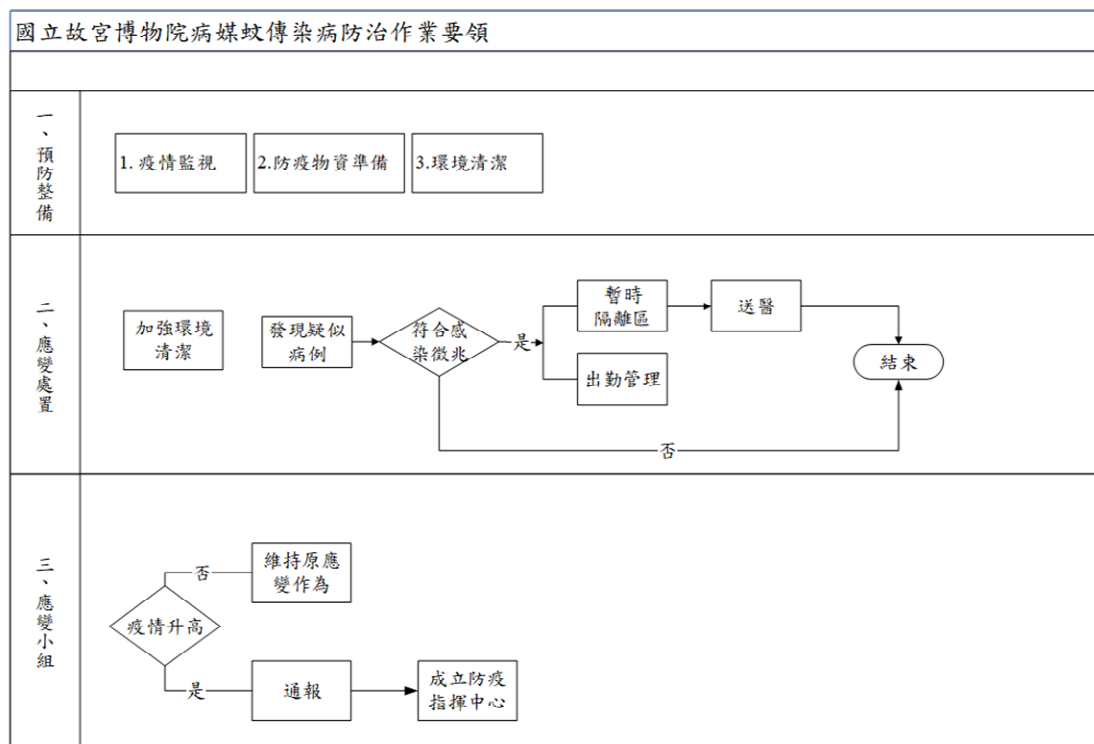 國立故宮博物院病媒蚊傳染病防治作業要領
一、預防整備
1. 疫情監視
2.防疫物資準備
3.環境清潔
二、應變處置
加強環境
清潔
發現疑似
病例
符合感
染徵兆
是
暫時
隔離區
送醫
出勤管理
結束
否
三、應變小組
疫情升高
否
維持原應
變作為
是
通報
成立防疫
指揮中心